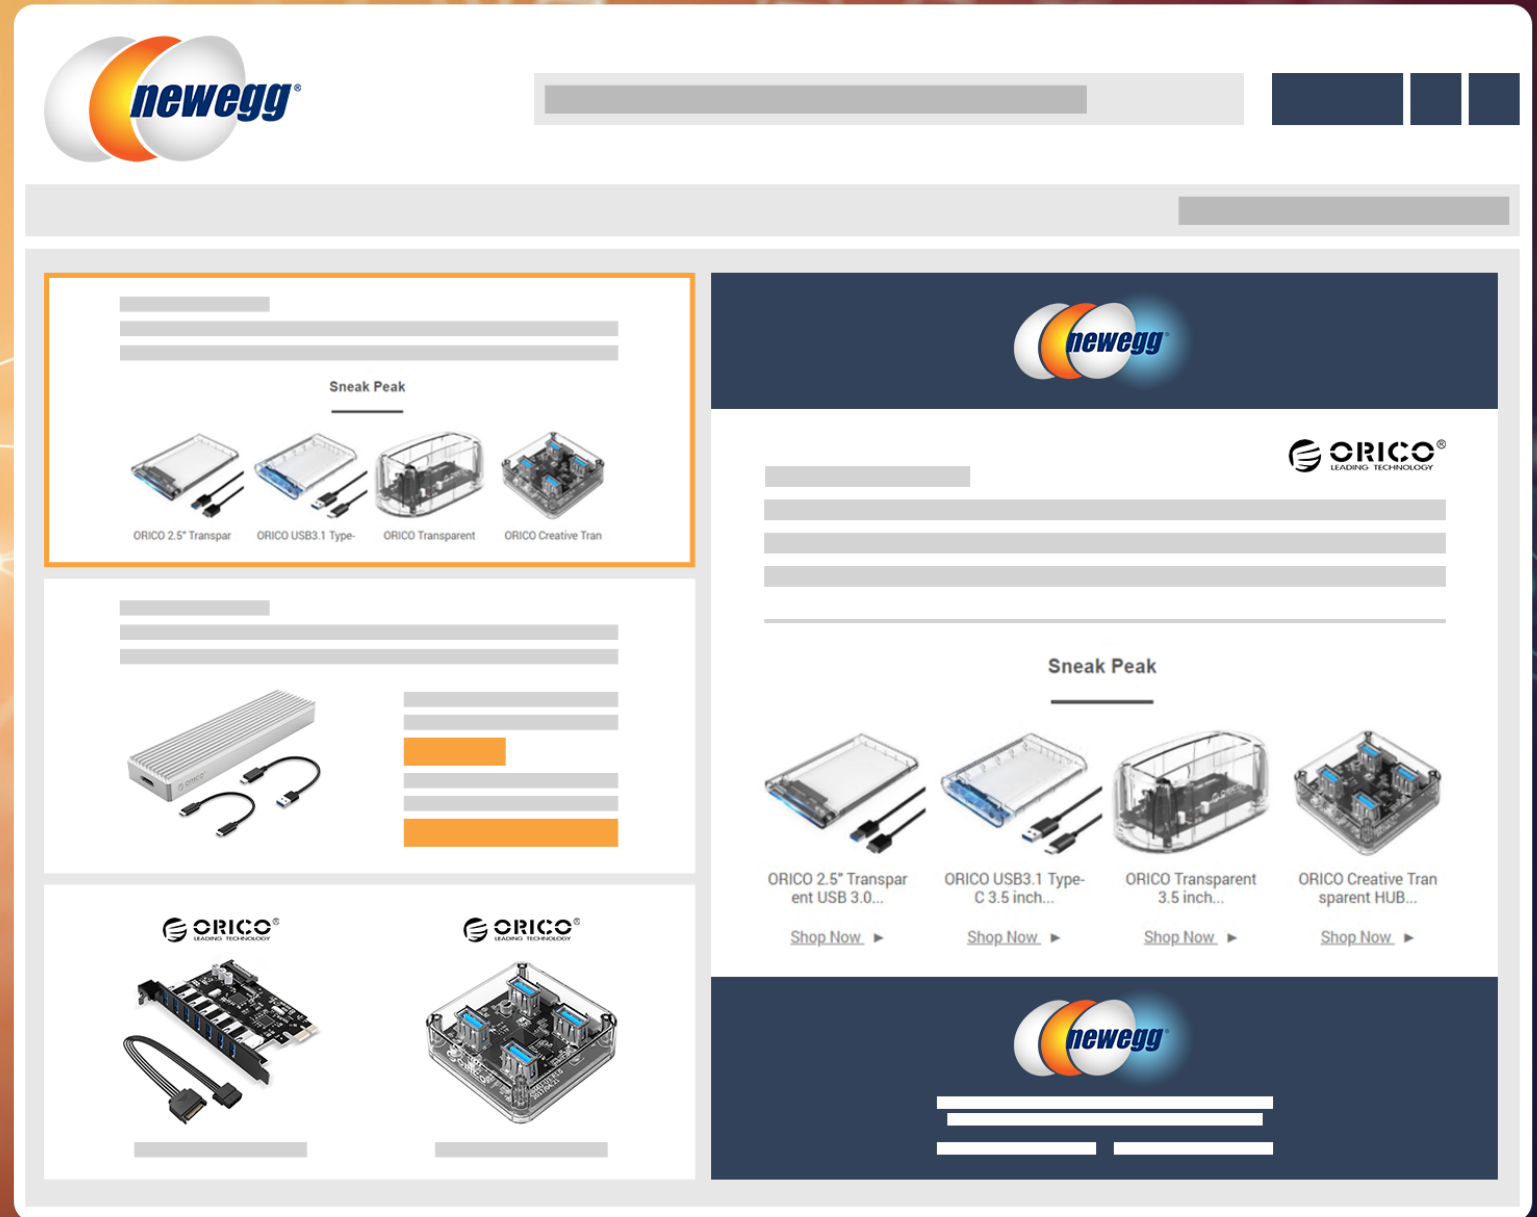 newegg®
Sneak Peak
ORICO 2.5" Transpar
ORICO USB3.1 Type-
ORICO Transparent
ORICO Creative Tran
ORICO
ORICO®
LEADING TECHNOLOGY
ORICO®
LEADING TECHNOLOGY
newegg
ORICO®
LEADING TECHNOLOGY
Sneak Peak
ORICO 2.5" Transpar
ent USB 3.0...
Shop Now ►
ORICO USB3.1 Type-
C 3.5 inch...
Shop Now ►
ORICO Transparent
3.5 inch...
Shop Now ►
ORICO Creative Tran
sparent HUB...
Shop Now ►
newegg